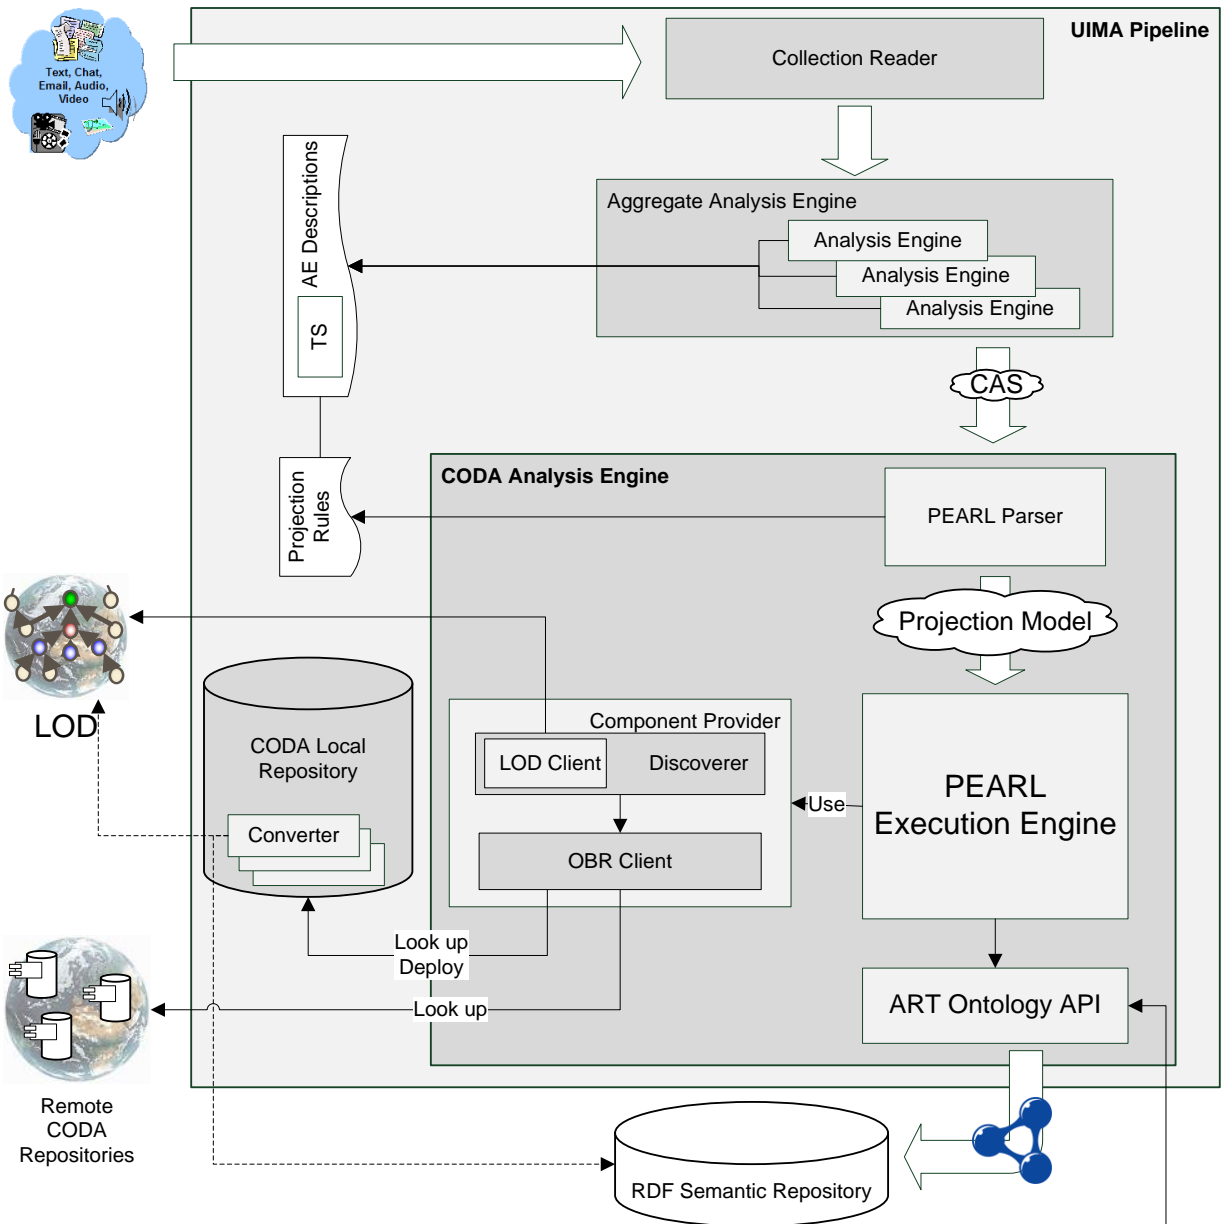 UIMA Pipeline
Text, Chat,
Email, Audio,
Video
Collection Reader
AE Descriptions
TS
Aggregate Analysis Engine
Analysis Engine
Analysis Engine
Analysis Engine
CAS
CODA Analysis Engine
Projection
Rules
PEARL Parser
Projection Model
LOD
CODA Local
Repository
Converter
Component Provider
LOD Client
Discoverer
OBR Client
Use
PEARL
Execution Engine
Look up
Deploy
Look up
ART Ontology API
Remote
CODA
Repositories
RDF Semantic Repository